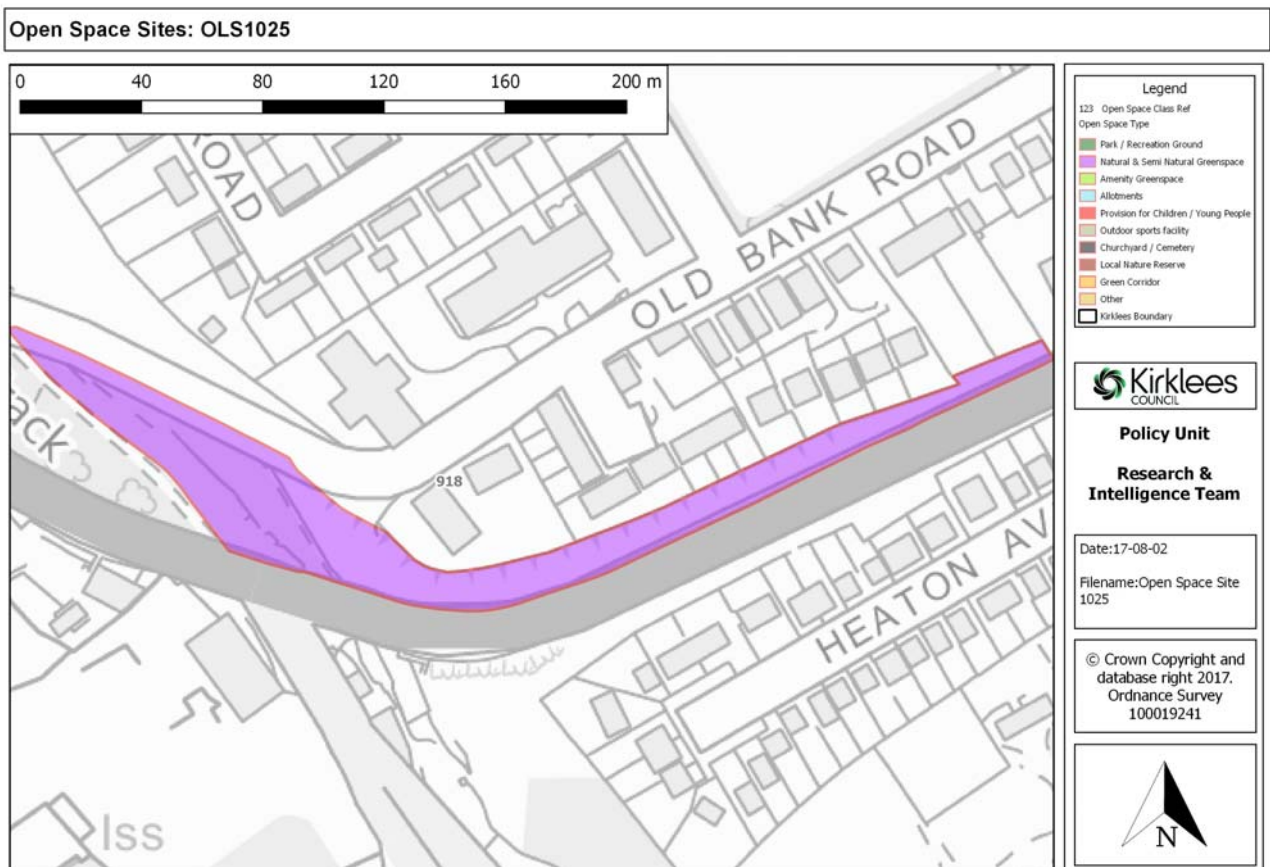 Open Space Sites: OLS1025
0 40 80 120 160 200 m
ROAD
OLD BANK ROAD
ack
918
HEATON AV
Iss
Legend
123 Open Space Class Ref
Open Space Type
Park / Recreation Ground
Natural & Semi Natural Greenspace
Amenity Greenspace
Allotments
Provision for Children / Young People
Outdoor sports facility
Churchyard / Cemetery
Local Nature Reserve
Green Corridor
Other
Kirklees Boundary
Kirklees
COUNCIL
Policy Unit
Research &
Intelligence Team
Date:17-08-02
Filename:Open Space Site
1025
© Crown Copyright and
database right 2017.
Ordnance Survey
100019241
N